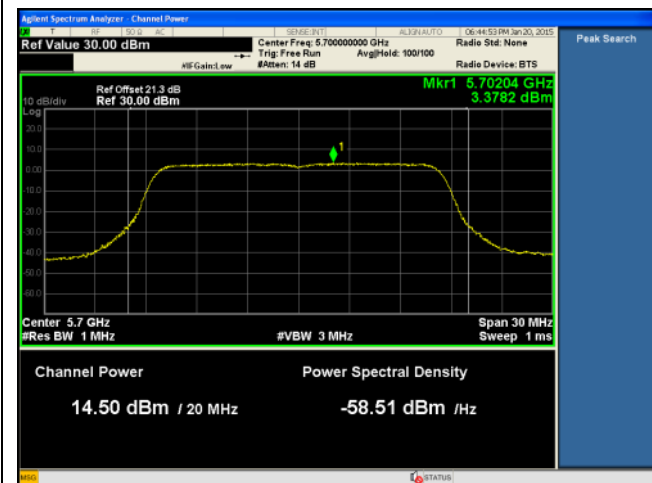 Agilent Spectrum Analyzer - Channel Power
T RF 50 Ω AC SENSE:INT ALIGN AUTO 06:44:53 PM Jan 20, 2015
Ref Value 30.00 dBm Center Freq: 5.700000000 GHz Radio Std: None Peak Search
Trig: Free Run Avg|Hold: 100/100
#IFGain:Low #Atten: 14 dB Radio Device: BTS
Ref Offset 21.3 dB Mkr1 5.70204 GHz
10 dB/div Ref 30.00 dBm 3.3782 dBm
Log
20.0
10.0
1
0.00
-10.0
-20.0
-30.0
-40.0
-50.0
-60.0
Center 5.7 GHz Span 30 MHz
#Res BW 1 MHz #VBW 3 MHz Sweep 1 ms
Channel Power Power Spectral Density
14.50 dBm / 20 MHz -58.51 dBm /Hz
MSG STATUS